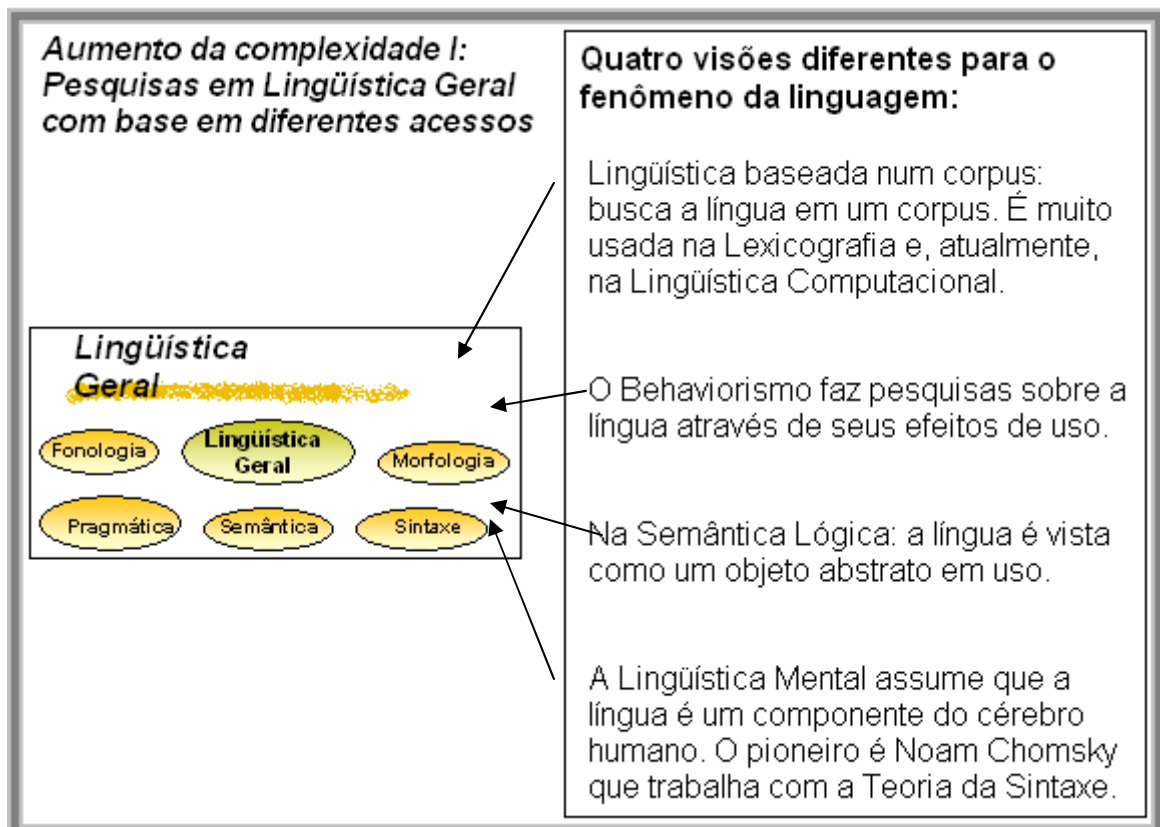 Aumento da complexidade I:
Pesquisas em Lingüística Geral
com base em diferentes acessos
Lingüística
Geral
Fonologia
Lingüística
Geral
Morfologia
Pragmática
Semântica
Sintaxe
Quatro visões diferentes para o
fenômeno da linguagem:
Lingüística baseada num corpus:
busca a língua em um corpus. É muito
usada na Lexicografia e, atualmente,
na Lingüística Computacional.
O Behaviorismo faz pesquisas sobre a
língua através de seus efeitos de uso.
Na Semântica Lógica: a língua é vista
como um objeto abstrato em uso.
A Lingüística Mental assume que a
língua é um componente do cérebro
humano. O pioneiro é Noam Chomsky
que trabalha com a Teoria da Sintaxe.